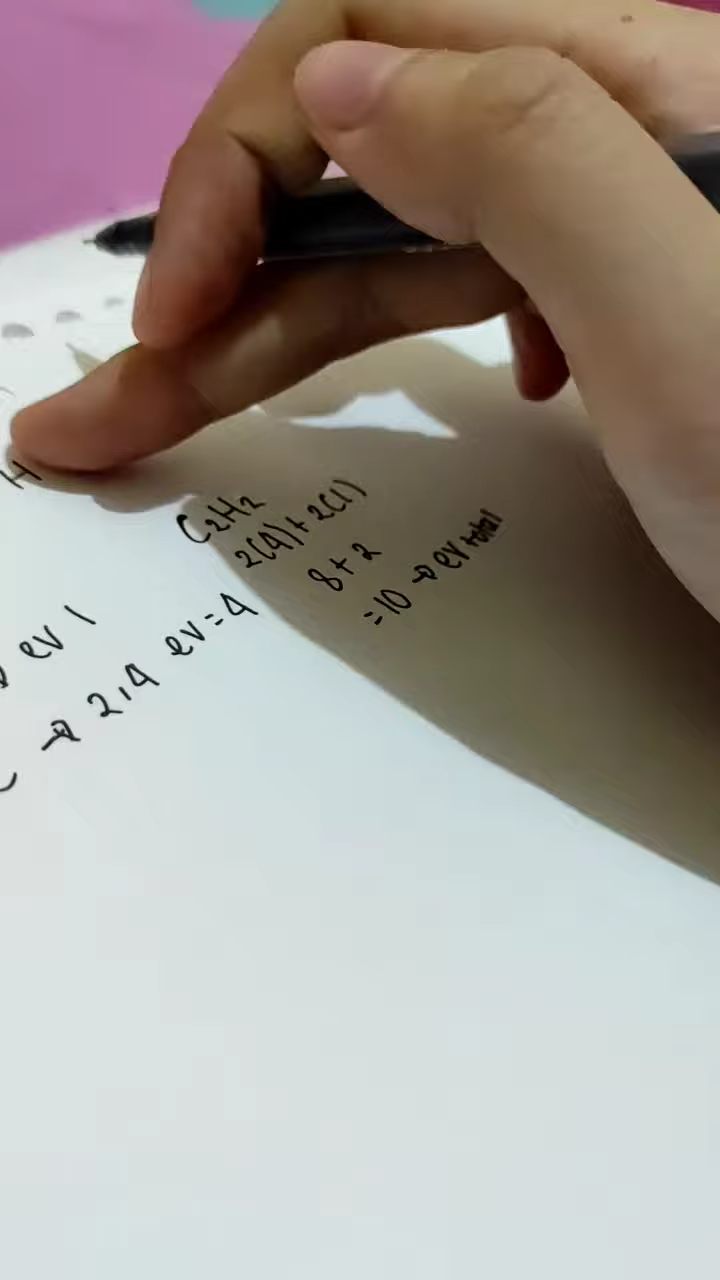 H
C2H2
2(4)+2(1)
8+2
=10→ev total
ev 1
C → 2,4 ev=4